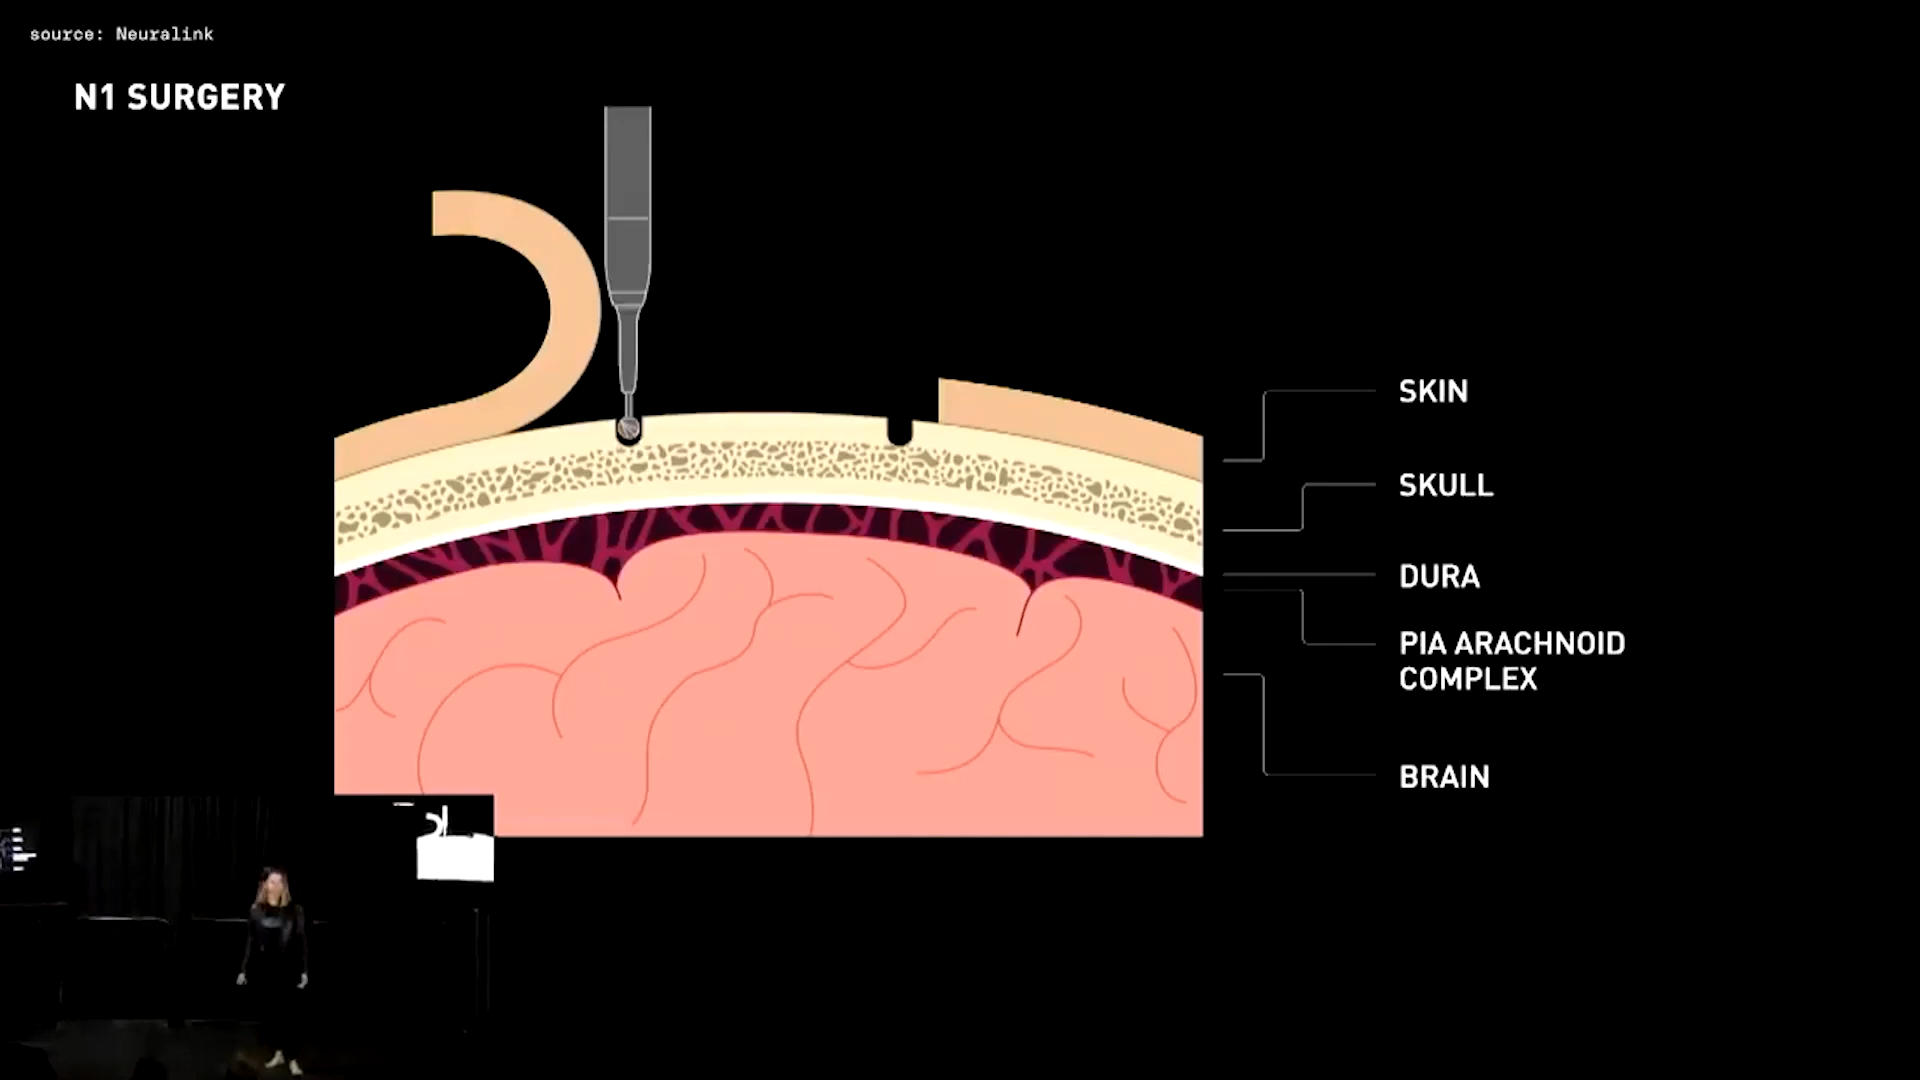 source: Neuralink
N1 SURGERY
SKIN
SKULL
DURA
PIA ARACHNOID
COMPLEX
BRAIN